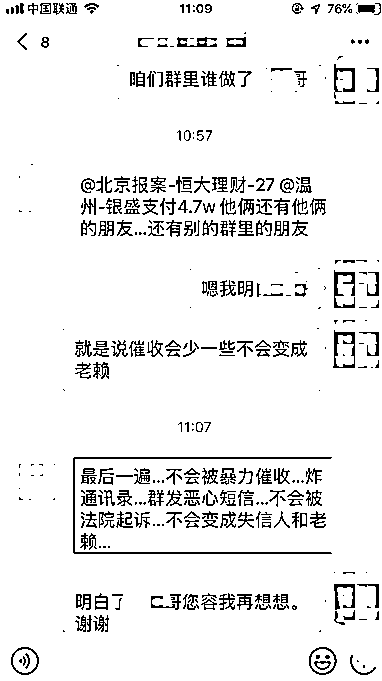 中国联通 11:09 76%
8
咱们群里谁做了 哥
10:57
@北京报案-恒大理财-27 @温
州-银盛支付4.7w 他俩还有他俩
的朋友...还有别的群里的朋友
嗯我明
就是说催收会少一些不会变成
老赖
11:07
最后一遍...不会被暴力催收...炸
通讯录...群发恶心短信...不会被
法院起诉...不会变成失信人和老
赖...
明白了 哥您容我再想想。
谢谢